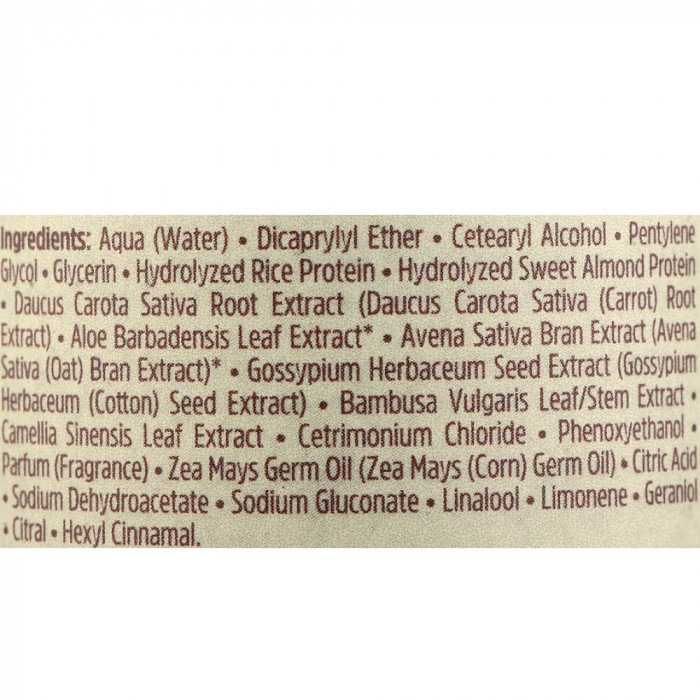 Ingredients: Aqua (Water) • Dicaprylyl Ether • Cetearyl Alcohol • Pentylene
Glycol • Glycerin • Hydrolyzed Rice Protein • Hydrolyzed Sweet Almond Protein
• Daucus Carota Sativa Root Extract (Daucus Carota Sativa (Carrot) Root
Extract) • Aloe Barbadensis Leaf Extract* • Avena Sativa Bran Extract (Avena
Sativa (Oat) Bran Extract)* • Gossypium Herbaceum Seed Extract (Gossypium
Herbaceum (Cotton) Seed Extract) • Bambusa Vulgaris Leaf/Stem Extract •
Camellia Sinensis Leaf Extract • Cetrimonium Chloride • Phenoxyethanol •
Parfum (Fragrance) • Zea Mays Germ Oil (Zea Mays (Corn) Germ Oil) • Citric Acid
• Sodium Dehydroacetate • Sodium Gluconate • Linalool • Limonene • Geraniol
• Citral • Hexyl Cinnamal.